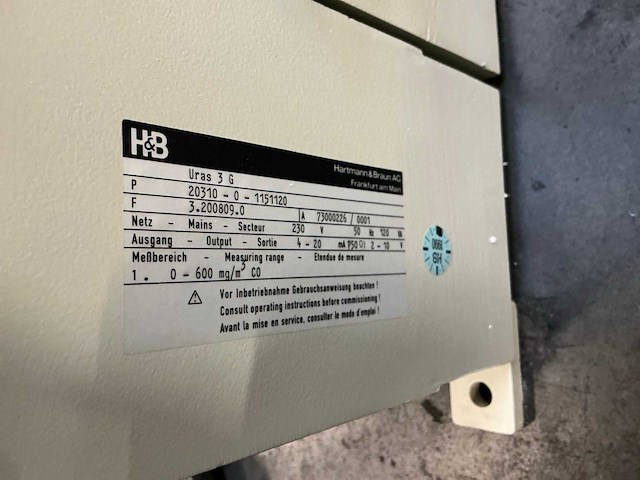 H&B
Hartmann&Braun AG
Frankfurt am Main
Uras 3 G
P 20310 - 0 - 1151120
F 3.200809.0 A 73000226 / 0001
Netz - Mains - Secteur 230 V 50 Hz 120 VA
Ausgang - Output - Sortie 4 - 20 mA 750 Ω 2 - 10 V
Meßbereich - Measuring range - Etendue de mesure
1. 0-600 mg/m³ CO
Vor Inbetriebnahme Gebrauchsanweisung beachten !
Consult operating instructions before commissioning !
Avant la mise en service. consulter le mode d'emploi !